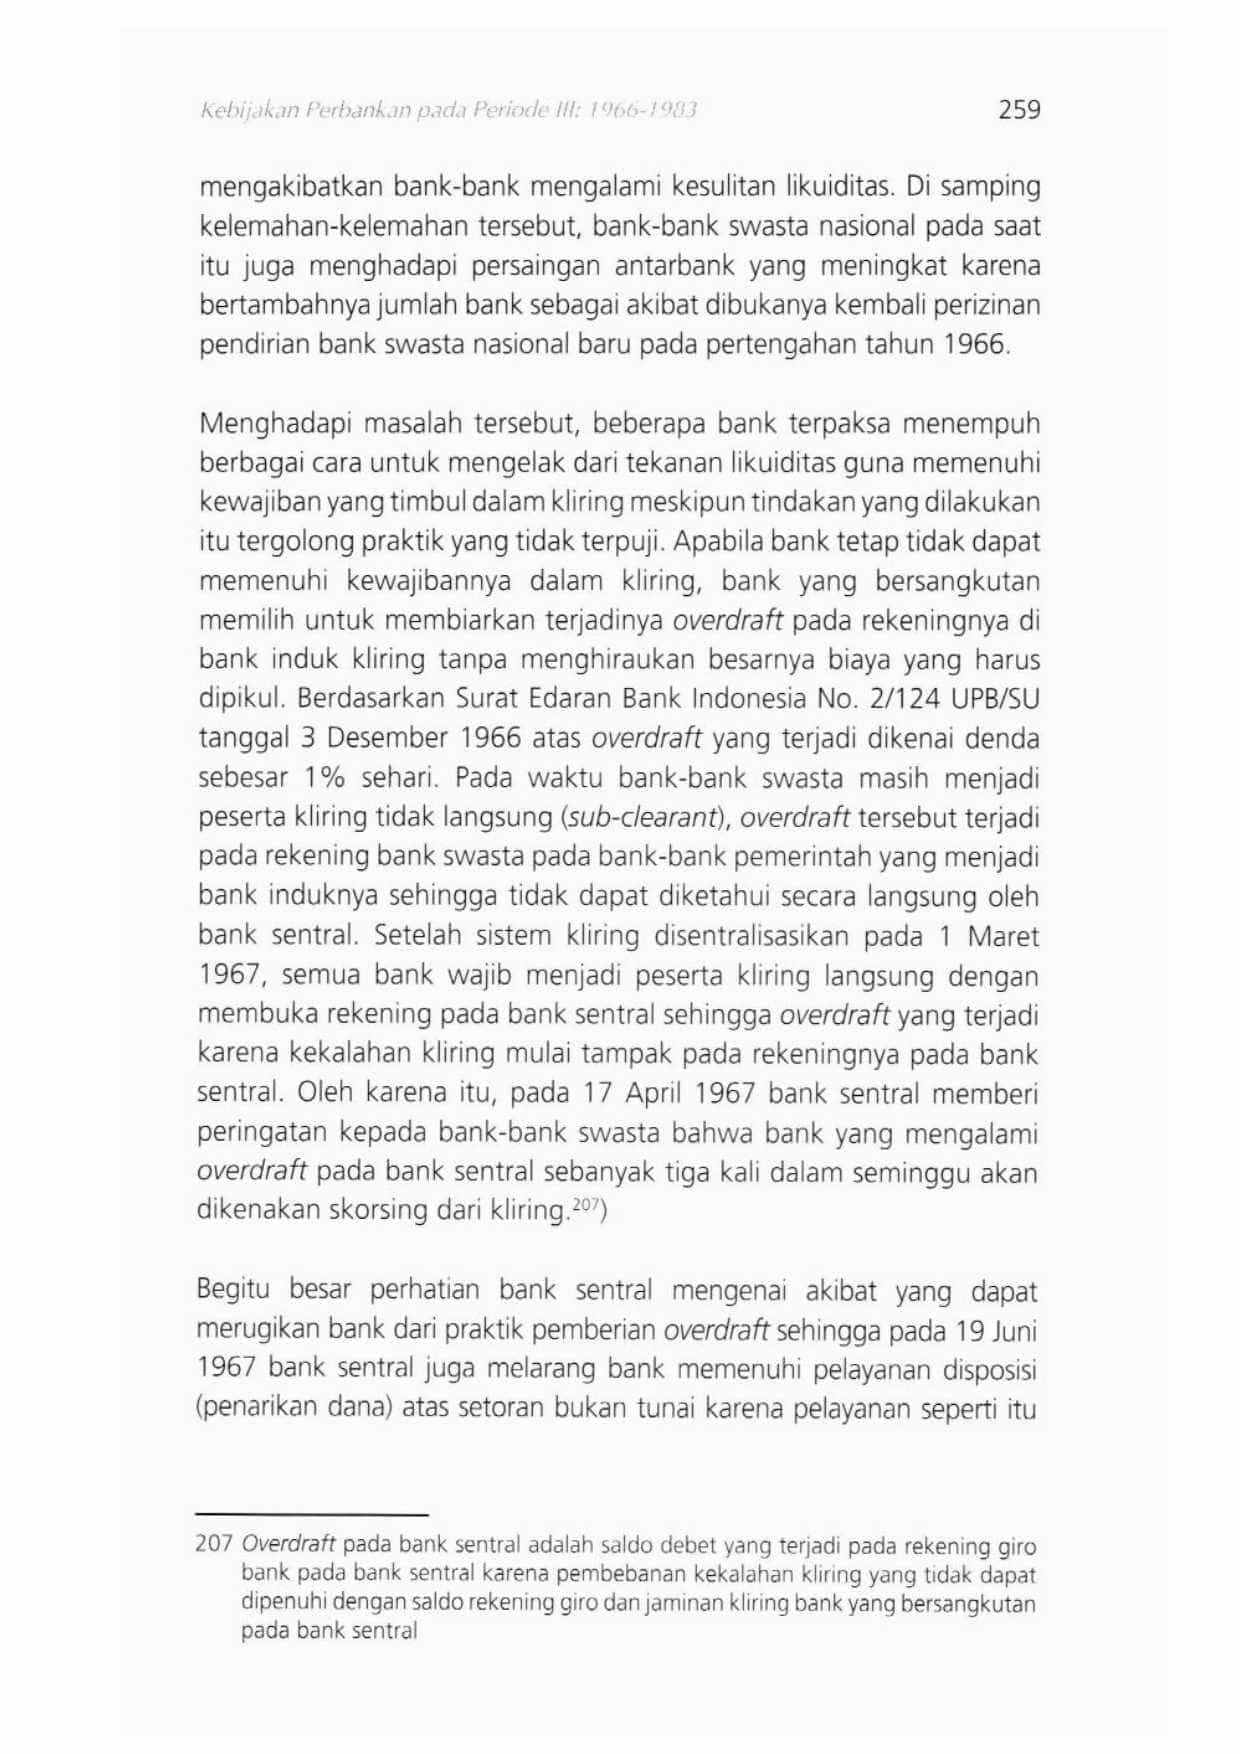 Kebijakan Perbankan pada Periode III: 1966-1983 259
mengakibatkan bank-bank mengalami kesulitan likuiditas. Di samping
kelemahan-kelemahan tersebut, bank-bank swasta nasional pada saat
itu juga menghadapi persaingan antarbank yang meningkat karena
bertambahnya jumlah bank sebagai akibat dibukanya kembali perizinan
pendirian bank swasta nasional baru pada pertengahan tahun 1966.
Menghadapi masalah tersebut, beberapa bank terpaksa menempuh
berbagai cara untuk mengelak dari tekanan likuiditas guna memenuhi
kewajiban yang timbul dalam kliring meskipun tindakan yang dilakukan
itu tergolong praktik yang tidak terpuji. Apabila bank tetap tidak dapat
memenuhi kewajibannya dalam kliring, bank yang bersangkutan
memilih untuk membiarkan terjadinya overdraft pada rekeningnya di
bank induk kliring tanpa menghiraukan besarnya biaya yang harus
dipikul. Berdasarkan Surat Edaran Bank Indonesia No. 2/124 UPB/SU
tanggal 3 Desember 1966 atas overdraft yang terjadi dikenai denda
sebesar 1% sehari. Pada waktu bank-bank swasta masih menjadi
peserta kliring tidak langsung (sub-clearant), overdraft tersebut terjadi
pada rekening bank swasta pada bank-bank pemerintah yang menjadi
bank induknya sehingga tidak dapat diketahui secara langsung oleh
bank sentral. Setelah sistem kliring disentralisasikan pada 1 Maret
1967, semua bank wajib menjadi peserta kliring langsung dengan
membuka rekening pada bank sentral sehingga overdraft yang terjadi
karena kekalahan kliring mulai tampak pada rekeningnya pada bank
sentral. Oleh karena itu, pada 17 April 1967 bank sentral memberi
peringatan kepada bank-bank swasta bahwa bank yang mengalami
overdraft pada bank sentral sebanyak tiga kali dalam seminggu akan
dikenakan skorsing dari kliring.207)
Begitu besar perhatian bank sentral mengenai akibat yang dapat
merugikan bank dari praktik pemberian overdraft sehingga pada 19 Juni
1967 bank sentral juga melarang bank memenuhi pelayanan disposisi
(penarikan dana) atas setoran bukan tunai karena pelayanan seperti itu
207 Overdraft pada bank sentral adalah saldo debet yang terjadi pada rekening giro
bank pada bank sentral karena pembebanan kekalahan kliring yang tidak dapat
dipenuhi dengan saldo rekening giro dan jaminan kliring bank yang bersangkutan
pada bank sentral